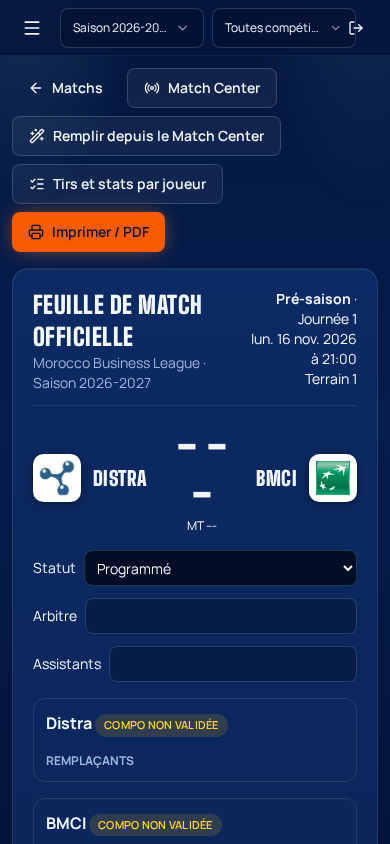 Saison 2026-20...
Toutes compéti...
Matchs
Match Center
Remplir depuis le Match Center
Tirs et stats par joueur
Imprimer / PDF
FEUILLE DE MATCH
OFFICIELLE
Morocco Business League ·
Saison 2026-2027
Pré-saison ·
Journée 1
lun. 16 nov. 2026
à 21:00
Terrain 1
DISTRA
– –
–
BMCI
MT –-
Statut
Programmé
Arbitre
Assistants
Distra COMPO NON VALIDÉE
REMPLAÇANTS
BMCI COMPO NON VALIDÉE